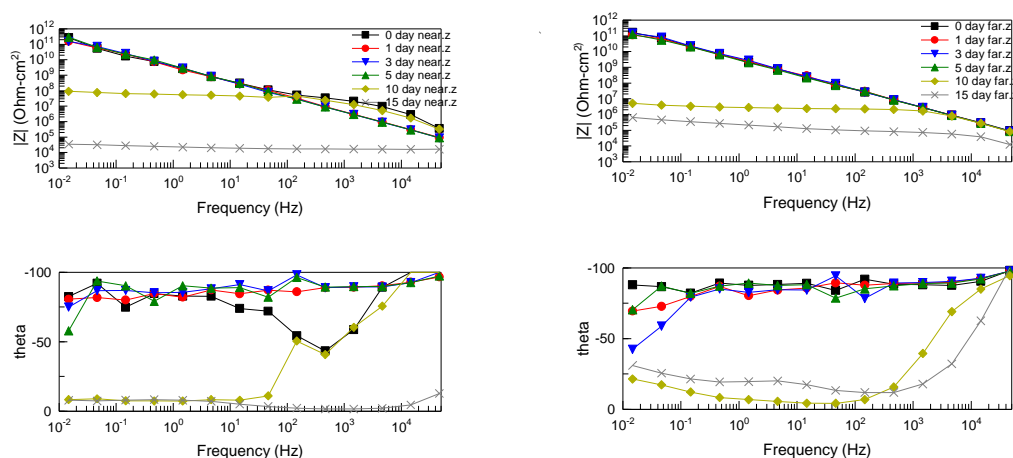 10^12
10^11
10^10
10^9
10^8
10^7
10^6
10^5
10^4
10^3
|Z| (Ohm-cm²)
0 day near.z
1 day near.z
3 day near.z
5 day near.z
10 day near.z
15 day near.z
10^-2 10^-1 10^0 10^1 10^2 10^3 10^4
Frequency (Hz)
10^12
10^11
10^10
10^9
10^8
10^7
10^6
10^5
10^4
10^3
|Z| (Ohm-cm²)
0 day far.z
1 day far.z
3 day far.z
5 day far.z
10 day far.z
15 day far.z
10^-2 10^-1 10^0 10^1 10^2 10^3 10^4
Frequency (Hz)
-100
-50
0
theta
10^-2 10^-1 10^0 10^1 10^2 10^3 10^4
Frequency (Hz)
-100
-50
0
theta
10^-2 10^-1 10^0 10^1 10^2 10^3 10^4
Frequency (Hz)